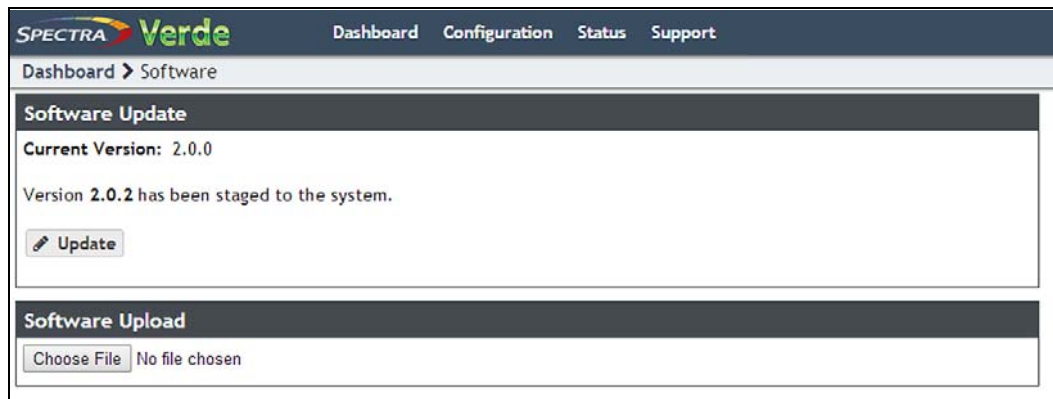 SPECTRA Verde Dashboard Configuration Status Support
Dashboard > Software
Software Update
Current Version: 2.0.0
Version 2.0.2 has been staged to the system.
Update
Software Upload
Choose File No file chosen